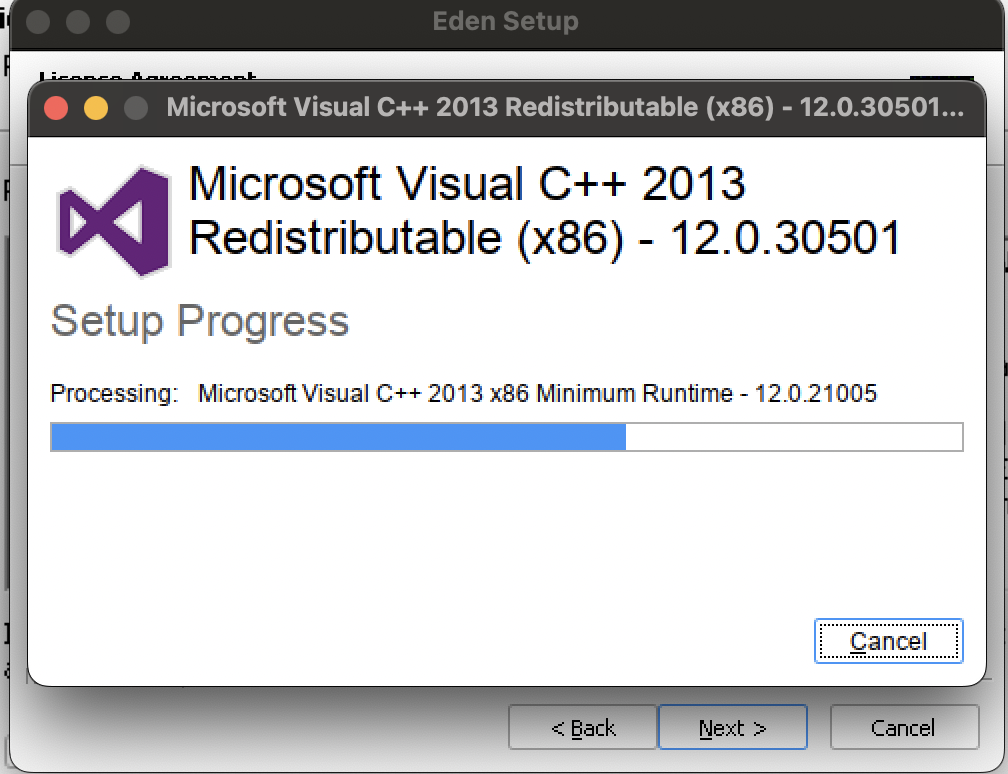 Eden Setup
License Agreement
Microsoft Visual C++ 2013 Redistributable (x86) - 12.0.30501...
Microsoft Visual C++ 2013
Redistributable (x86) - 12.0.30501
Setup Progress
Processing: Microsoft Visual C++ 2013 x86 Minimum Runtime - 12.0.21005
Cancel
< Back
Next >
Cancel